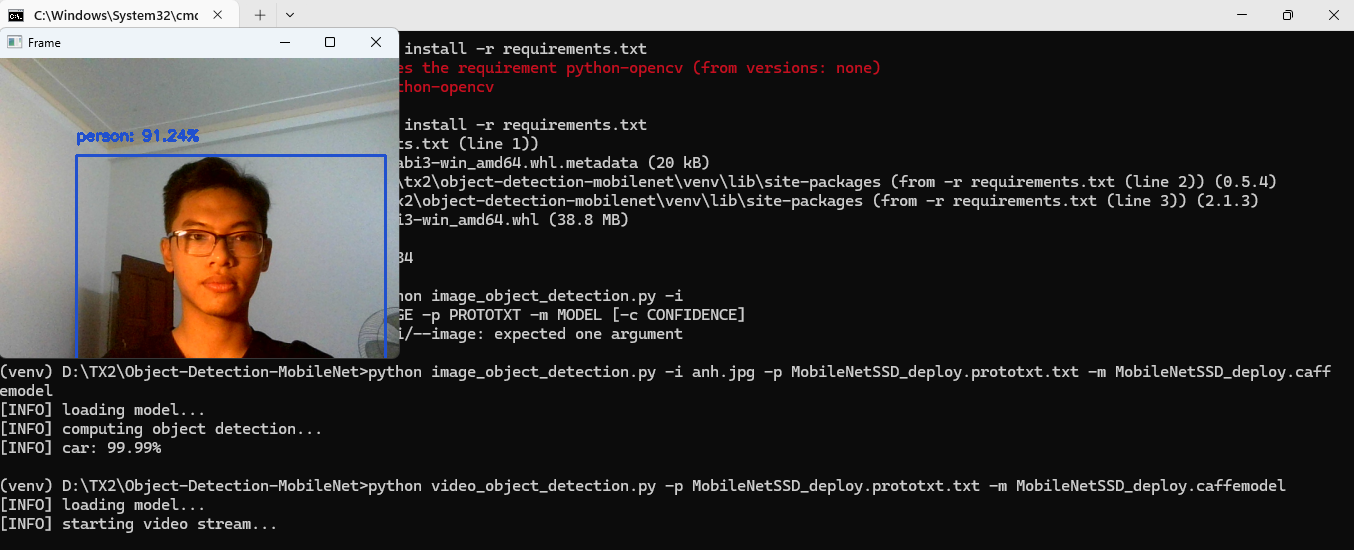 C:\Windows\System32\cmc
Frame
install -r requirements.txt
es the requirement python-opencv (from versions: none)
thon-opencv
person: 91.24%
install -r requirements.txt
ts.txt (line 1))
abi3-win_amd64.whl.metadata (20 kB)
\tx2\object-detection-mobilenet\venv\lib\site-packages (from -r requirements.txt (line 2)) (0.5.4)
x2\object-detection-mobilenet\venv\lib\site-packages (from -r requirements.txt (line 3)) (2.1.3)
i3-win_amd64.whl (38.8 MB)
84
hon image_object_detection.py -i
GE -p PROTOTXT -m MODEL [-c CONFIDENCE]
i/--image: expected one argument
(venv) D:\TX2\Object-Detection-MobileNet>python image_object_detection.py -i anh.jpg -p MobileNetSSD_deploy.prototxt.txt -m MobileNetSSD_deploy.caff
emodel
[INFO] loading model...
[INFO] computing object detection...
[INFO] car: 99.99%
(venv) D:\TX2\Object-Detection-MobileNet>python video_object_detection.py -p MobileNetSSD_deploy.prototxt.txt -m MobileNetSSD_deploy.caffemodel
[INFO] loading model...
[INFO] starting video stream...